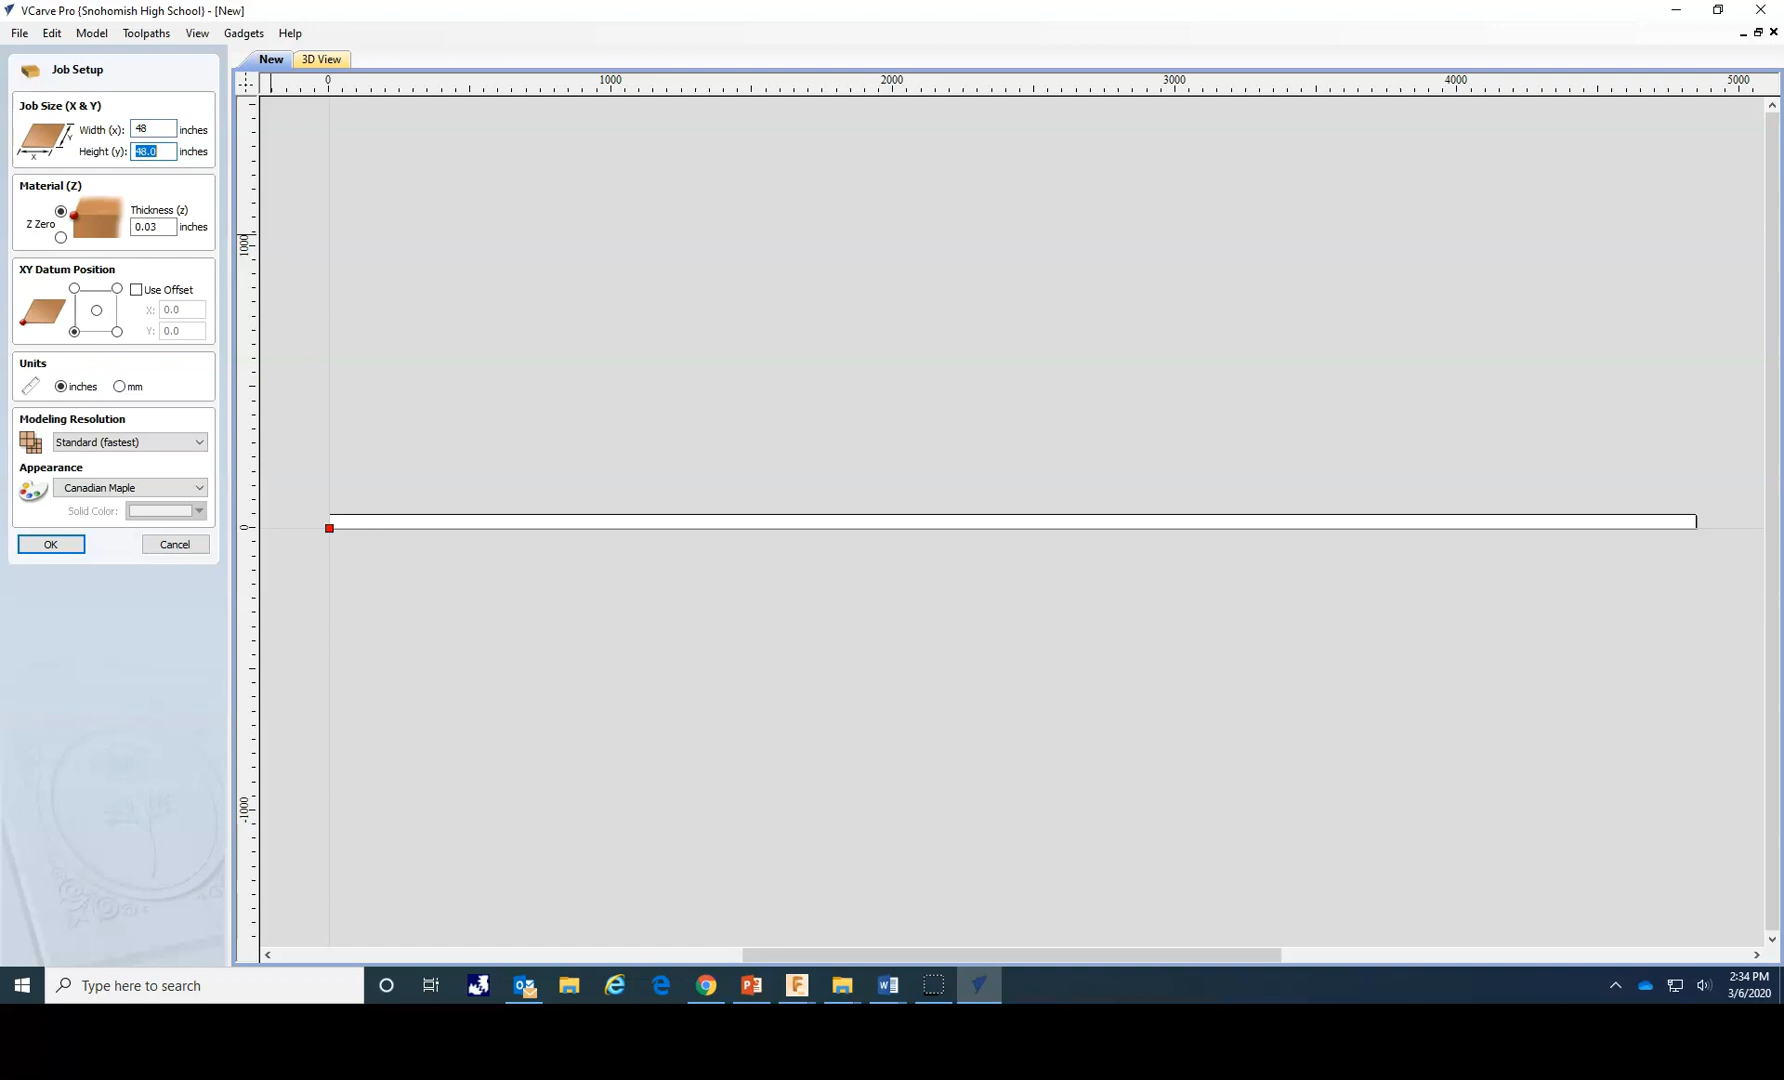 VCarve Pro {Snohomish High School} - [New]
File Edit Model Toolpaths View Gadgets Help
New 3D View
Job Setup
0 1000 2000 3000 4000 5000
Job Size (X & Y)
Width (x): 48 inches
Y
Height (y): 48.0 inches
X
Material (Z)
Thickness (z)
Z Zero 0.03 inches
1000
XY Datum Position
Use Offset
X: 0.0
Y: 0.0
Units
inches mm
Modeling Resolution
Standard (fastest)
Appearance
Canadian Maple
Solid Color:
0
OK Cancel
-1000
Type here to search
2:34 PM
3/6/2020